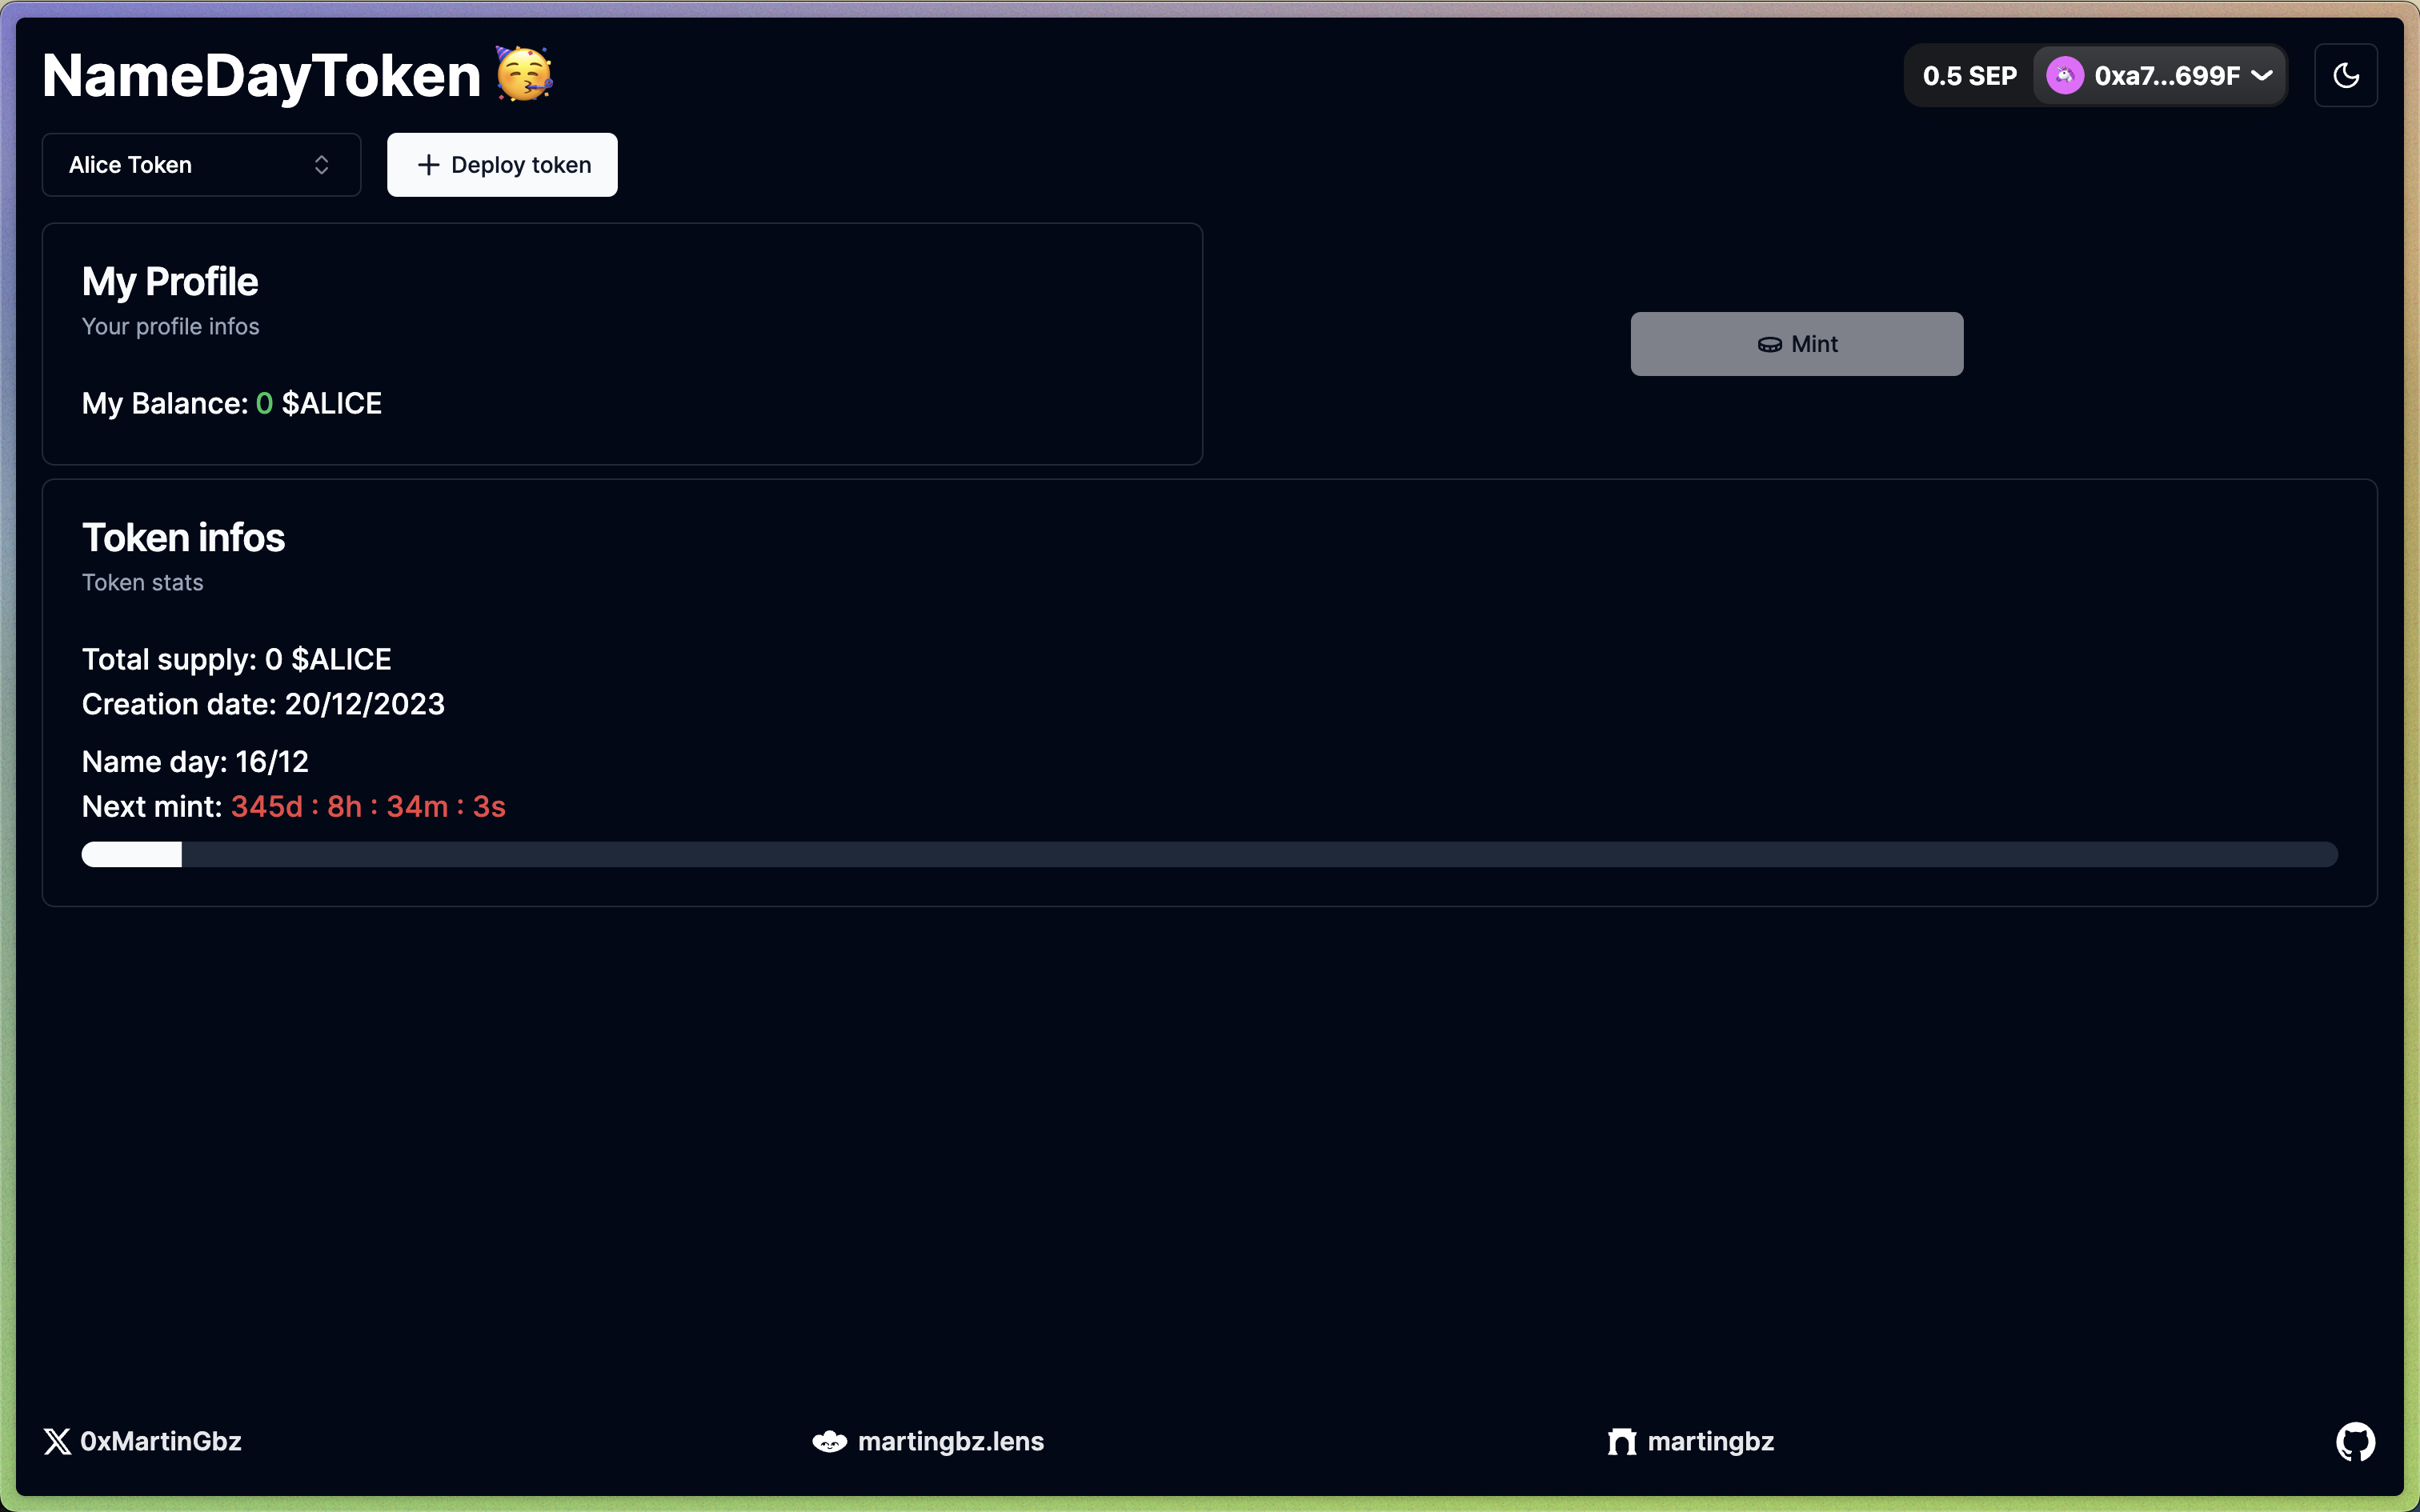 NameDayToken
0.5 SEP 0xa7...699F
Alice Token
Deploy token
My Profile
Your profile infos
My Balance: 0 $ALICE
Mint
Token infos
Token stats
Total supply: 0 $ALICE
Creation date: 20/12/2023
Name day: 16/12
Next mint: 345d : 8h : 34m : 3s
0xMartinGbz
martingbz.lens
martingbz